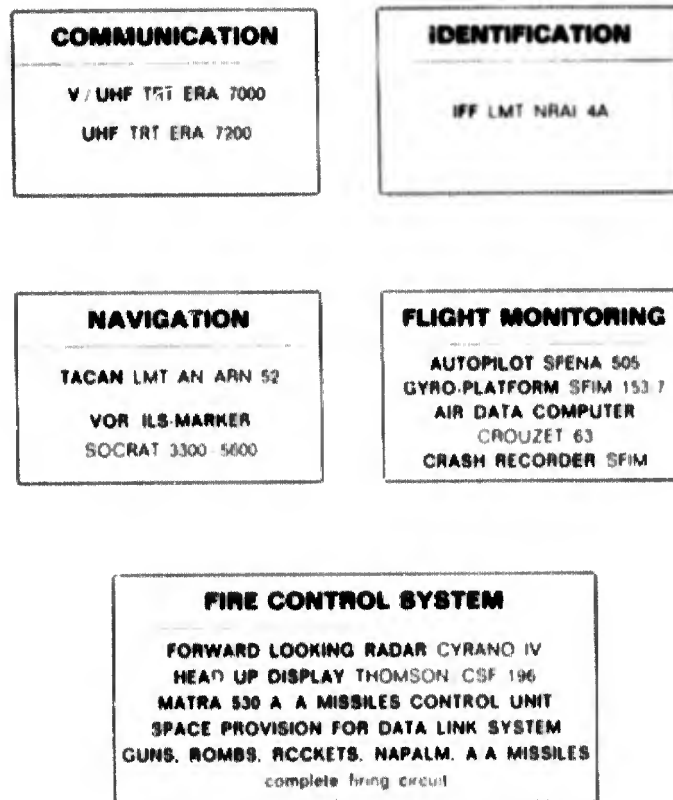 COMMUNICATION
V / UHF TRT ERA 7000
UHF TRT ERA 7200
IDENTIFICATION
IFF LMT NRAI 4A
NAVIGATION
TACAN LMT AN ARN 52
VOR ILS-MARKER
SOCRAT 3300 5600
FLIGHT MONITORING
AUTOPILOT SFENA 505
GYRO-PLATFORM SFIM 153 7
AIR DATA COMPUTER
CROUZET 63
CRASH RECORDER SFIM
FIRE CONTROL SYSTEM
FORWARD LOOKING RADAR CYRANO IV
HEAD UP DISPLAY THOMSON CSF 196
MATRA 530 A A MISSILES CONTROL UNIT
SPACE PROVISION FOR DATA LINK SYSTEM
GUNS, BOMBS, ROCKETS, NAPALM, A A MISSILES
complete firing circuit